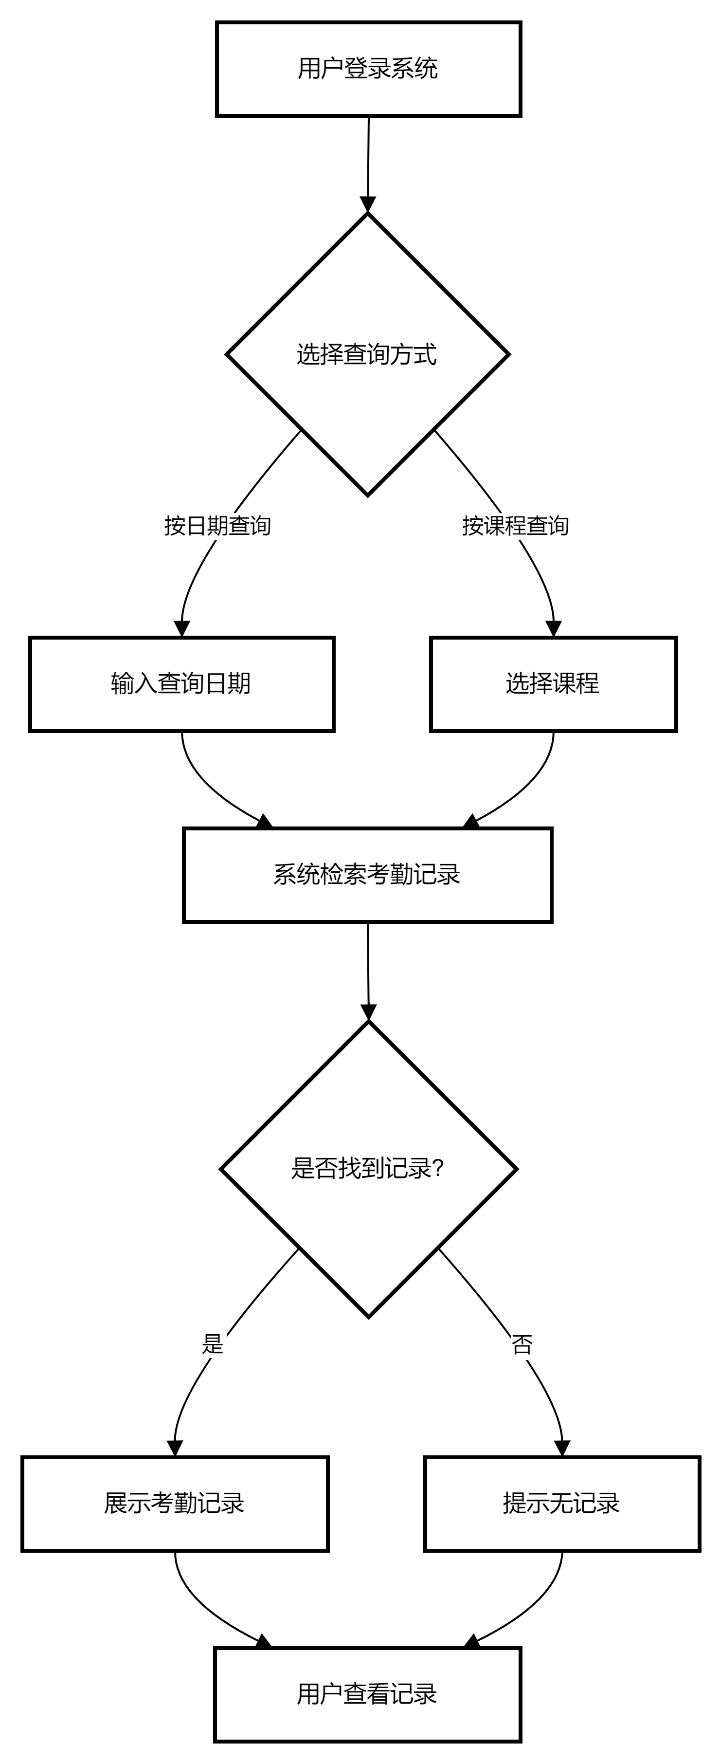 用户登录系统
选择查询方式
按日期查询
按课程查询
输入查询日期
选择课程
系统检索考勤记录
是否找到记录?
是
否
展示考勤记录
提示无记录
用户查看记录